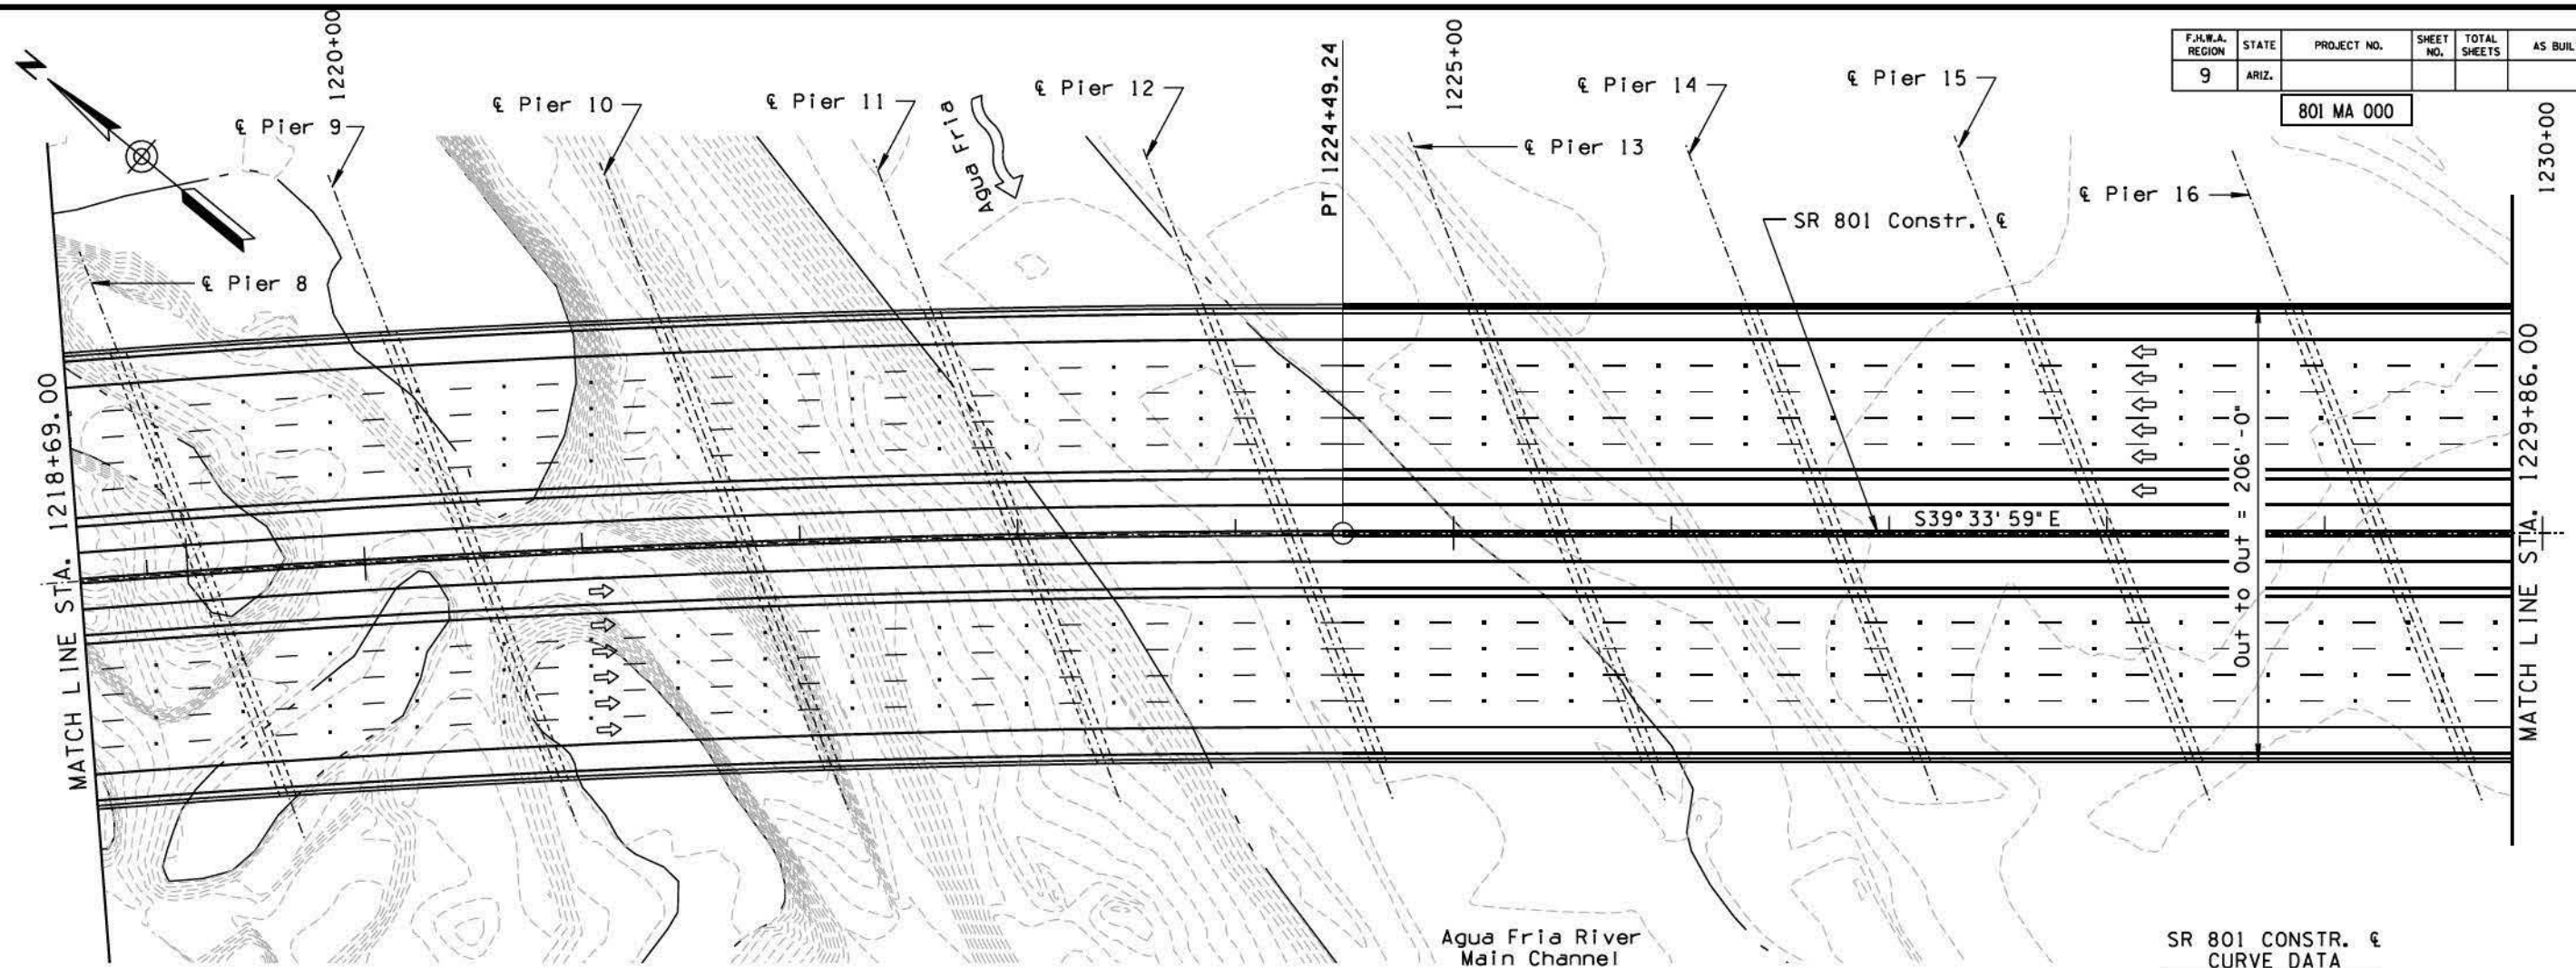 F.H.W.A. REGION STATE PROJECT NO. SHEET NO. TOTAL SHEETS AS BUIL
9 ARIZ.
801 MA 000
N
1220+00
1225+00
1230+00
PT 1224+49.24
℄ Pier 8
℄ Pier 9
℄ Pier 10
℄ Pier 11
Agua Fria
℄ Pier 12
℄ Pier 13
℄ Pier 14
℄ Pier 15
℄ Pier 16
SR 801 Constr. ℄
MATCH LINE STA. 1218+69.00
S39°33'59"E
Out to Out = 206'-0"
MATCH LINE STA. 1229+86.00
Agua Fria River
Main Channel
SR 801 CONSTR. ℄
CURVE DATA